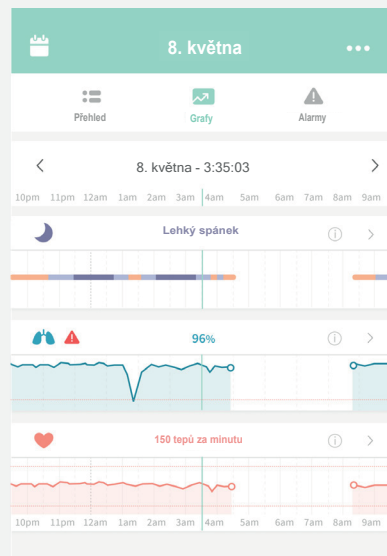 8. května
Přehled
Grafy
Alarmy
8. května - 3:35:03
10pm 11pm 12am 1am 2am 3am 4am 5am 6am 7am 8am 9am
Lehký spánek
96%
150 tepů za minutu
10pm 11pm 12am 1am 2am 3am 4am 5am 6am 7am 8am 9am